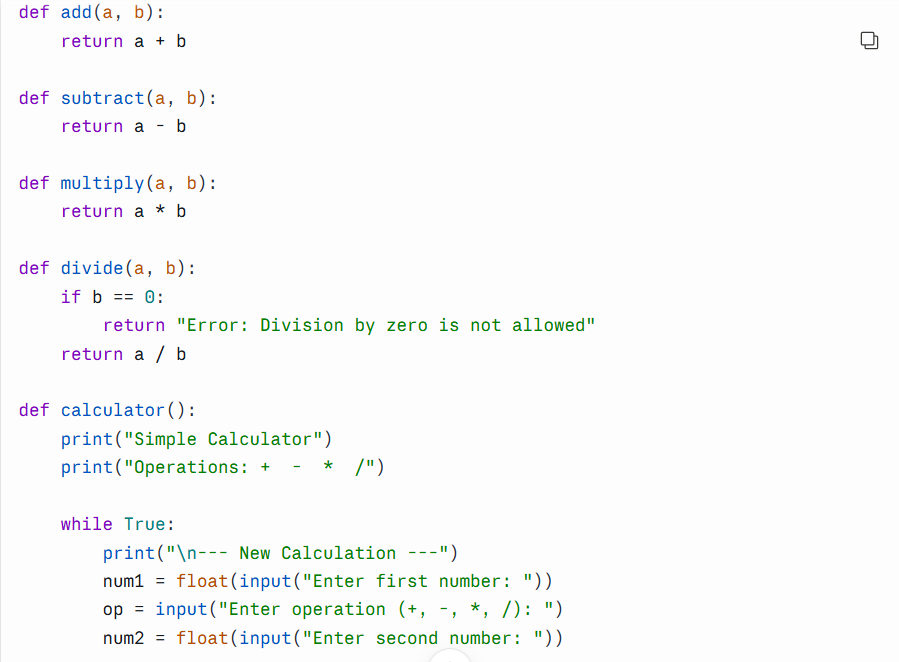 def add(a, b):
    return a + b

def subtract(a, b):
    return a - b

def multiply(a, b):
    return a * b

def divide(a, b):
    if b == 0:
        return "Error: Division by zero is not allowed"
    return a / b

def calculator():
    print("Simple Calculator")
    print("Operations: +  -  *  /")

    while True:
        print("\n--- New Calculation ---")
        num1 = float(input("Enter first number: "))
        op = input("Enter operation (+, -, *, /): ")
        num2 = float(input("Enter second number: "))